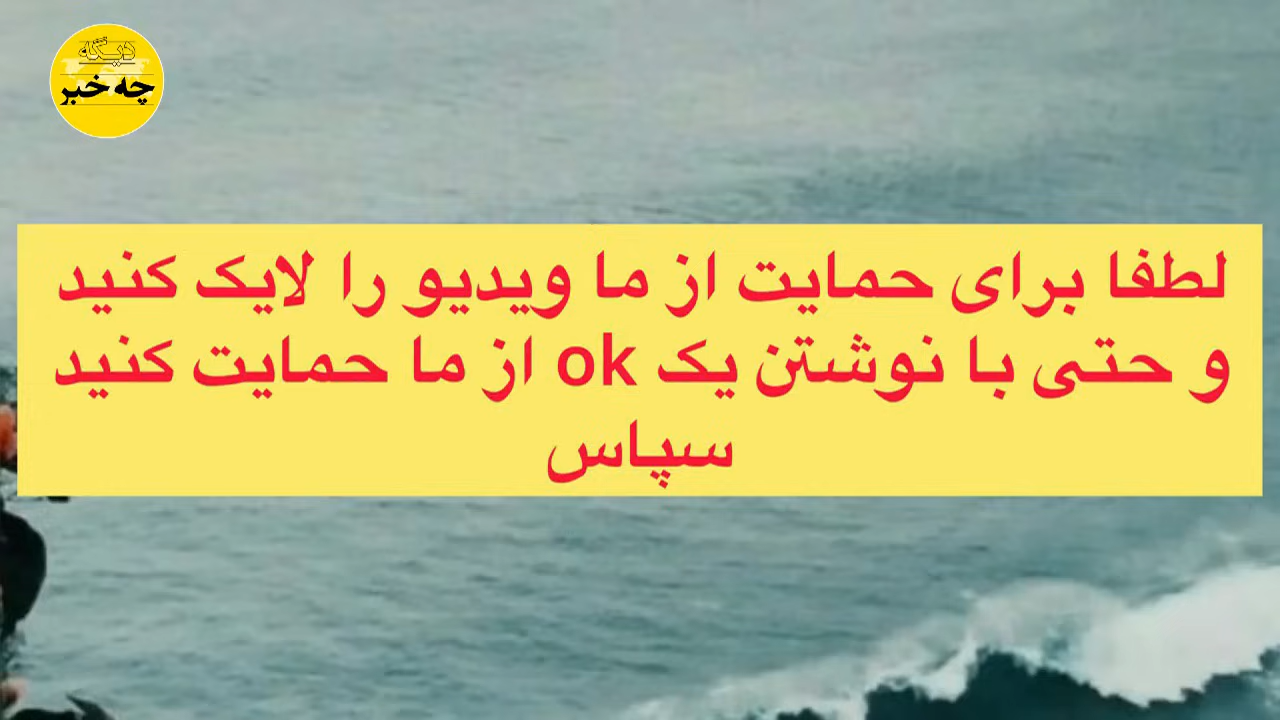 دیگه
چه خبر
لطفا برای حمایت از ما ویدیو را لایک کنید
و حتی با نوشتن یک ok از ما حمایت کنید
سپاس